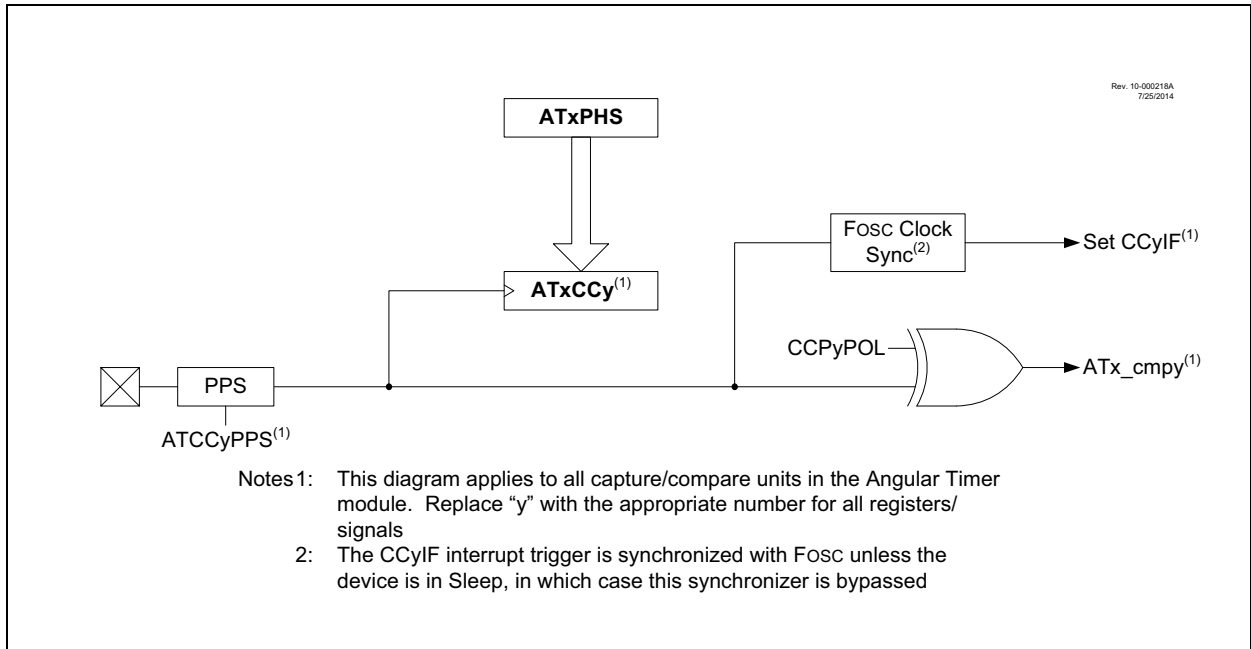 Rev. 10-000218A
7/25/2014
ATxPHS
FOSC Clock
Sync(2)
Set CCyIF(1)
ATxCCy(1)
CCPyPOL
ATx_cmpy(1)
PPS
ATCCyPPS(1)
Notes1: This diagram applies to all capture/compare units in the Angular Timer
module. Replace “y” with the appropriate number for all registers/
signals
2: The CCyIF interrupt trigger is synchronized with FOSC unless the
device is in Sleep, in which case this synchronizer is bypassed